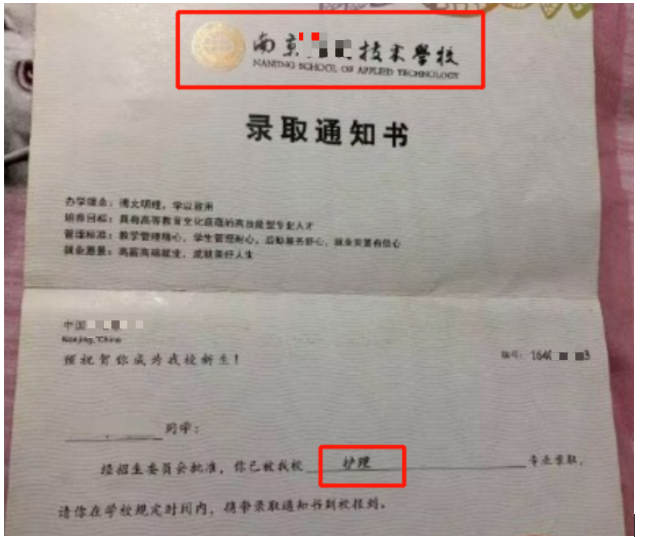 南京技术學校
NANJING SCHOOL OF APPLIED TECHNOLOGY
录取通知书
办学理念：博文明理，学以致用
培养目标：具有高等教育文化底蕴的高技能型专业人才
管理标准：教学管理精心，学生管理耐心，后勤服务舒心，就业安置有信心
就业愿景：高薪高端就业，成就美好人生
中国
Nanjing, China
预祝贺你成为我校新生！
编号：164
同学：
经招生委员会批准，你已被我校 护理 专业录取，
请你在学校规定时间内，携带录取通知书到校报到。